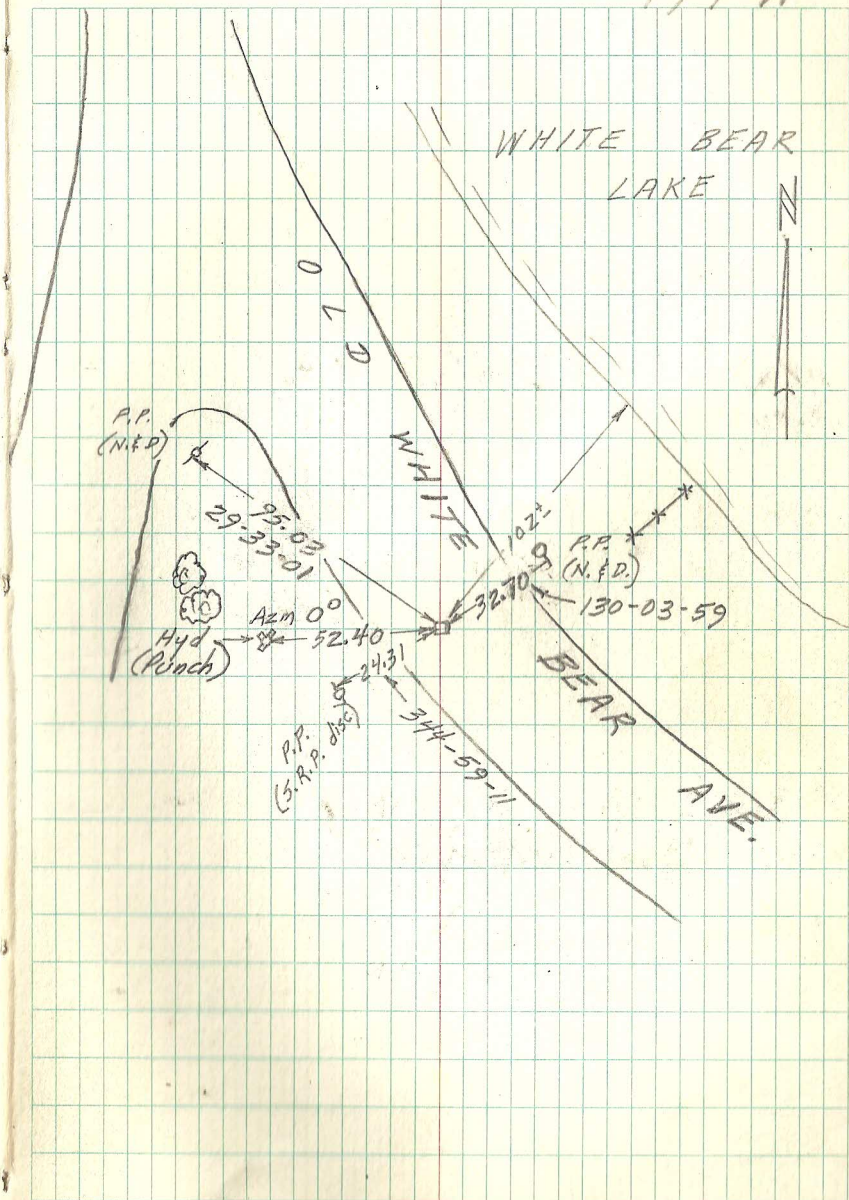 WHITE BEAR
LAKE
N
OLD
WHITE
BEAR
AVE.
P.P.
(N.&D)
95.03
29-33-01
102±
P.P.
(N.&D.)
32.70
130-03-59
Azm 0°
Hyd
(Punch)
52.40
24.31
344-59-11
P.P.
(S.R.P. disc)